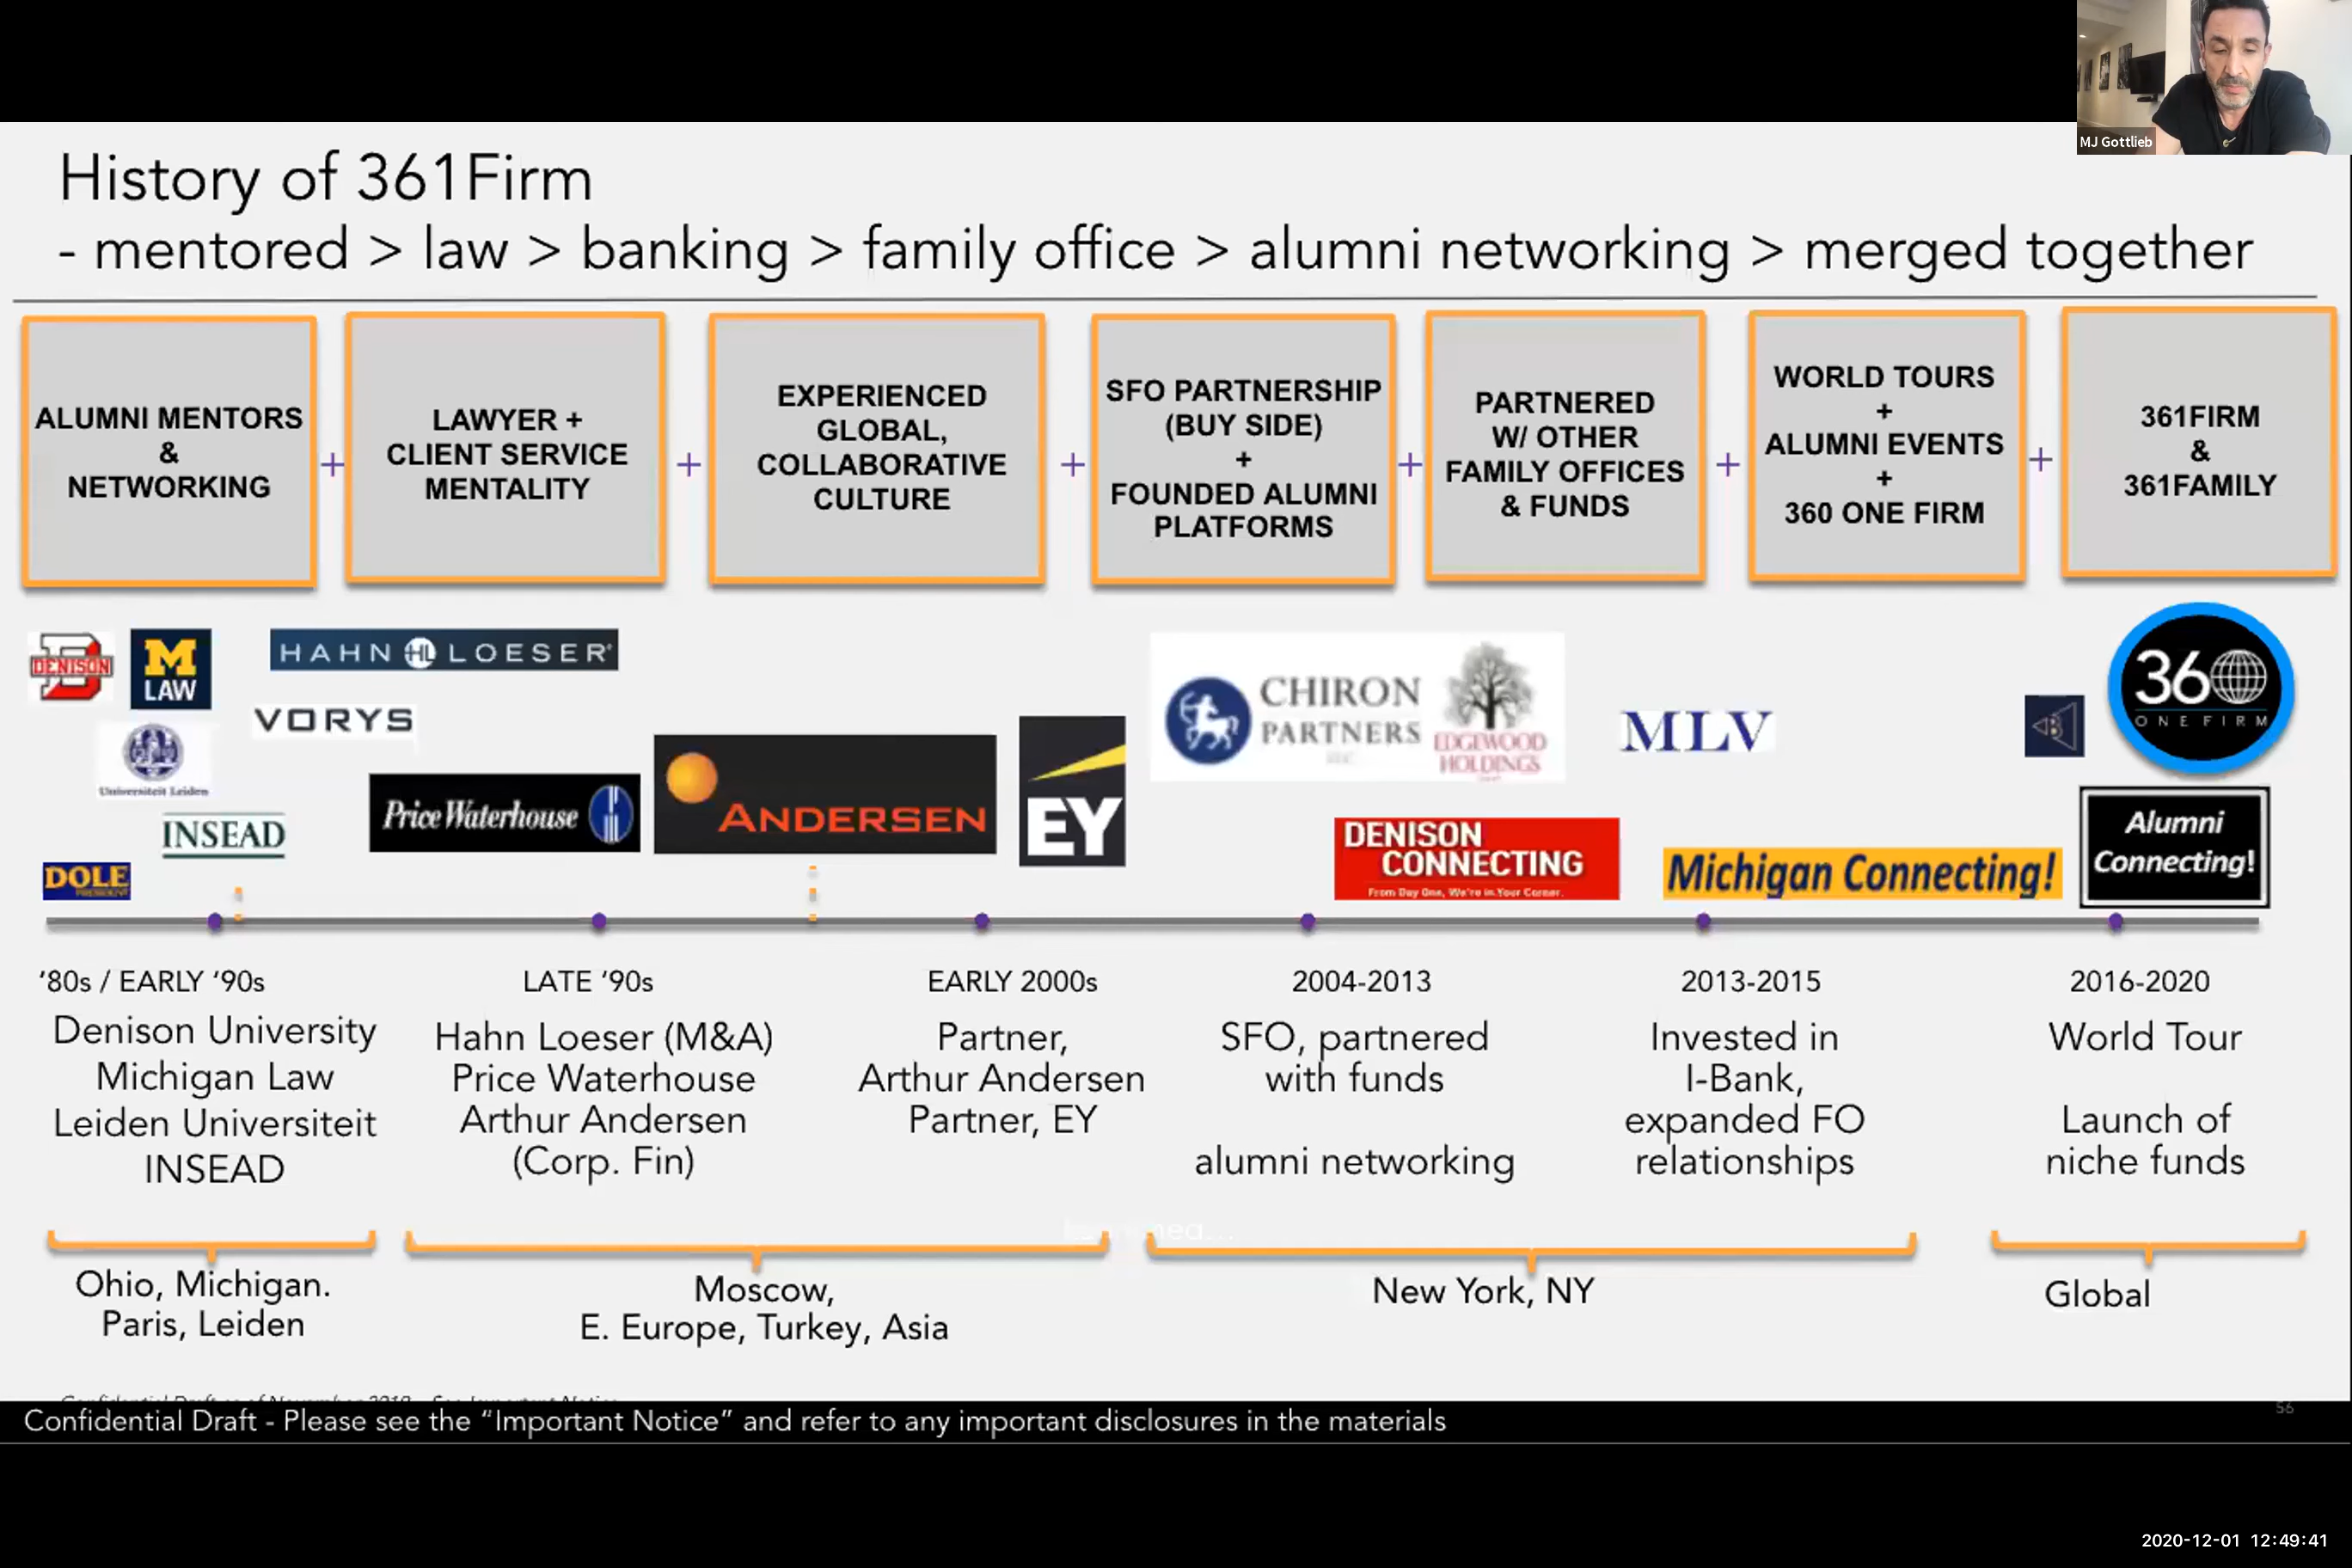 MJ Gottlieb
History of 361Firm
- mentored > law > banking > family office > alumni networking > merged together
ALUMNI MENTORS
&
NETWORKING
+
LAWYER +
CLIENT SERVICE
MENTALITY
+
EXPERIENCED
GLOBAL,
COLLABORATIVE
CULTURE
+
SFO PARTNERSHIP
(BUY SIDE)
+
FOUNDED ALUMNI
PLATFORMS
+
PARTNERED
W/ OTHER
FAMILY OFFICES
& FUNDS
+
WORLD TOURS
+
ALUMNI EVENTS
+
360 ONE FIRM
+
361FIRM
&
361FAMILY
DENISON
M
LAW
HAHN HL LOESER
VORYS
Universiteit Leiden
INSEAD
DOLE
Price Waterhouse
ANDERSEN
EY
CHIRON
PARTNERS
EDGEWOOD
HOLDINGS
MLV
B
360
ONE FIRM
DENISON
CONNECTING
From Day One, We're in Your Corner.
Michigan Connecting!
Alumni
Connecting!
‘80s / EARLY ‘90s
Denison University
Michigan Law
Leiden Universiteit
INSEAD
LATE ‘90s
Hahn Loeser (M&A)
Price Waterhouse
Arthur Andersen
(Corp. Fin)
EARLY 2000s
Partner,
Arthur Andersen
Partner, EY
2004-2013
SFO, partnered
with funds
alumni networking
2013-2015
Invested in
I-Bank,
expanded FO
relationships
2016-2020
World Tour
Launch of
niche funds
Ohio, Michigan.
Paris, Leiden
Moscow,
E. Europe, Turkey, Asia
New York, NY
Global
Confidential Draft - Please see the “Important Notice” and refer to any important disclosures in the materials
56
2020-12-01 12:49:41